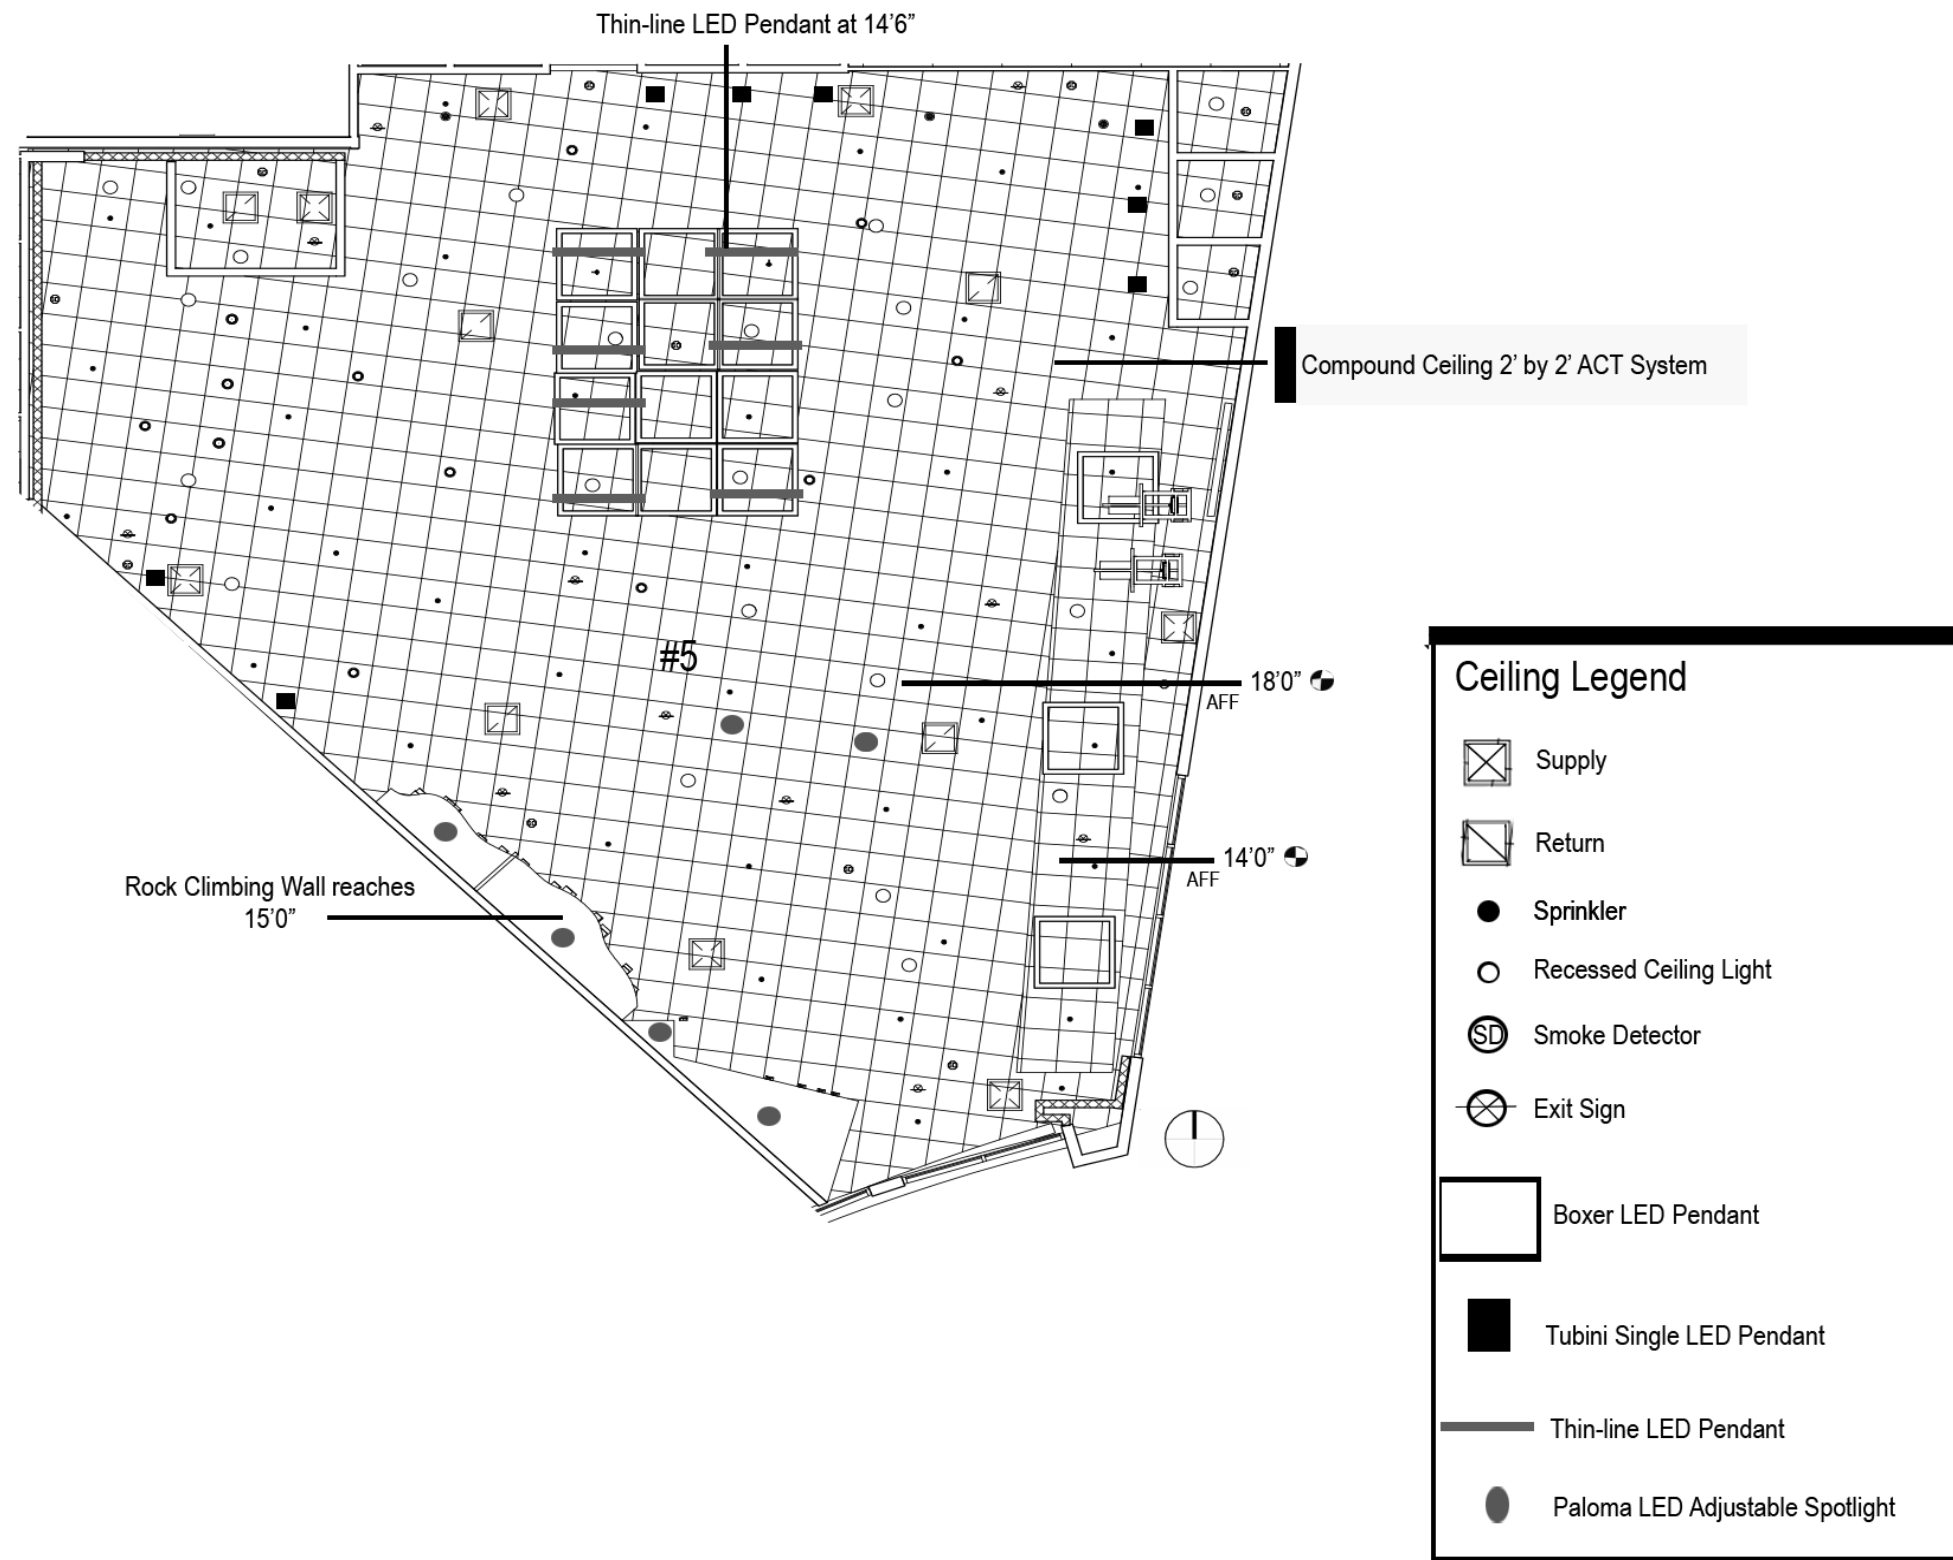 Thin-line LED Pendant at 14’6”
Compound Ceiling 2’ by 2’ ACT System
#5
18’0”
AFF
14’0”
AFF
Rock Climbing Wall reaches
15’0”
Ceiling Legend
Supply
Return
Sprinkler
Recessed Ceiling Light
SD Smoke Detector
Exit Sign
Boxer LED Pendant
Tubini Single LED Pendant
Thin-line LED Pendant
Paloma LED Adjustable Spotlight